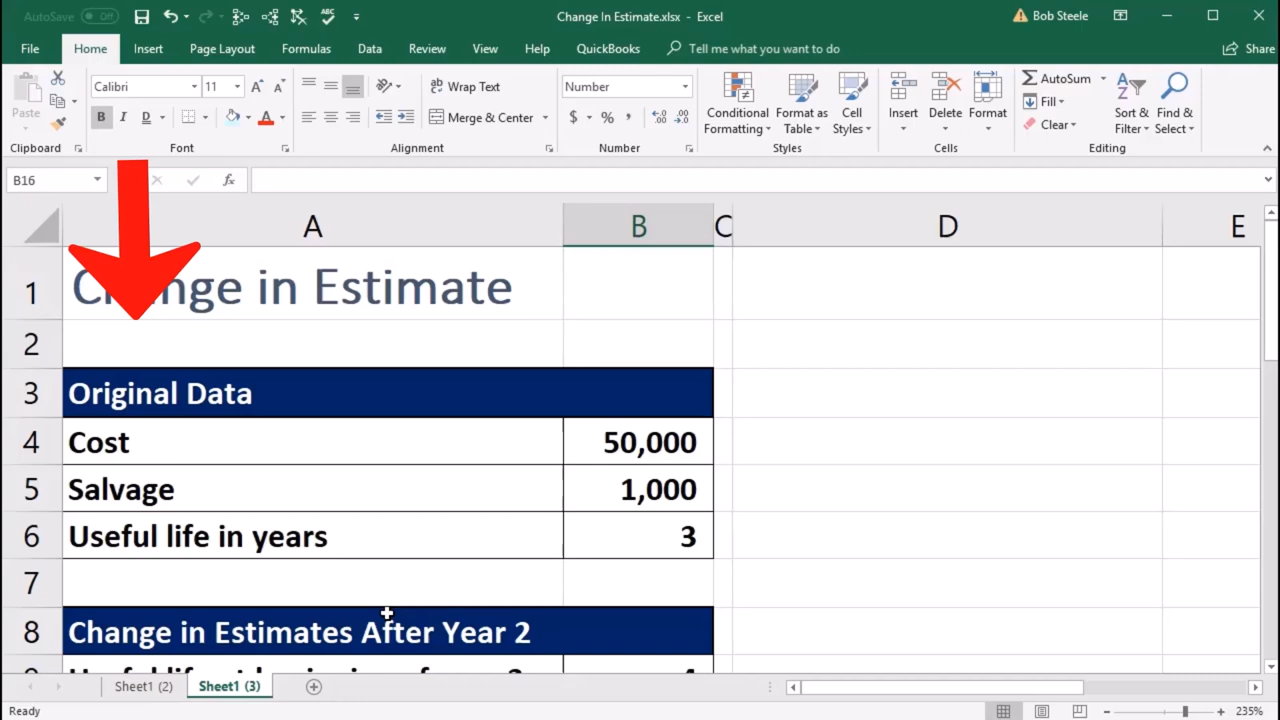 AutoSave Off Change In Estimate.xlsx - Excel Bob Steele
File Home Insert Page Layout Formulas Data Review View Help QuickBooks Tell me what you want to do Share
Paste
Calibri 11
B I D
Wrap Text
Merge & Center
Number
$ % ,
Conditional Formatting
Format as Table
Cell Styles
Insert Delete Format
AutoSum
Fill
Clear
Sort & Filter
Find & Select
Clipboard Font Alignment Number Styles Cells Editing
B16 fx
A B C D E
1 Change in Estimate
2
3 Original Data
4 Cost 50,000
5 Salvage 1,000
6 Useful life in years 3
7
8 Change in Estimates After Year 2
Sheet1 (2) Sheet1 (3)
Ready 235%